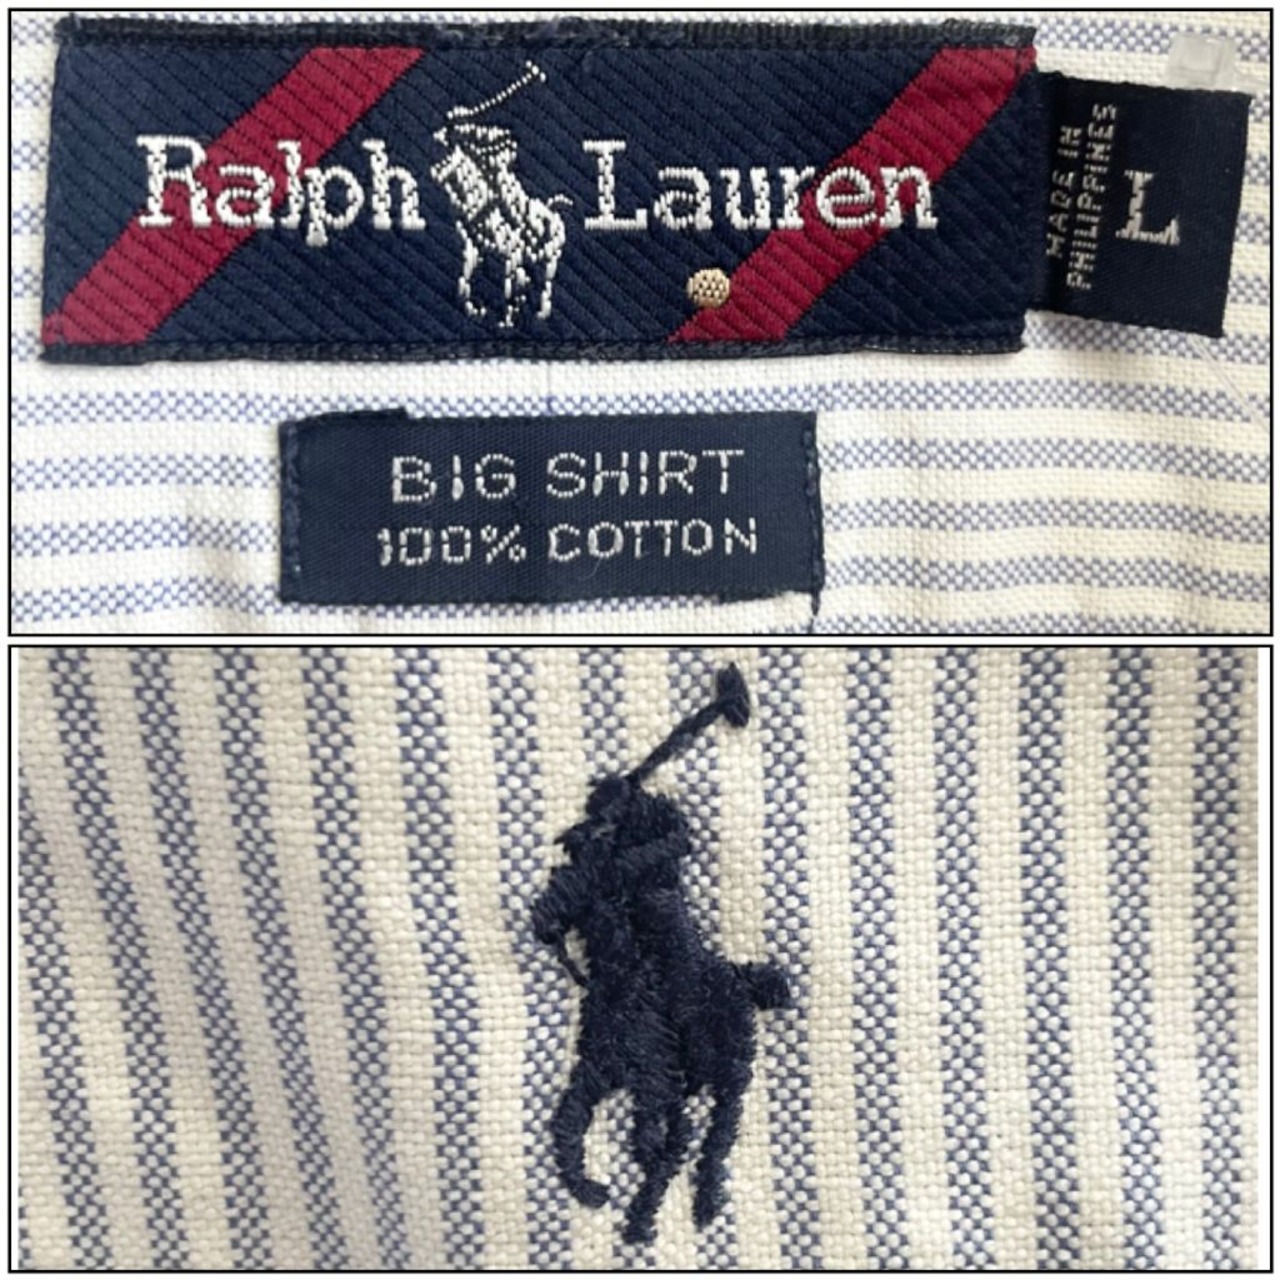 Ralph Lauren
MADE IN
PHILIPPINES
L
BIG SHIRT
100% COTTON